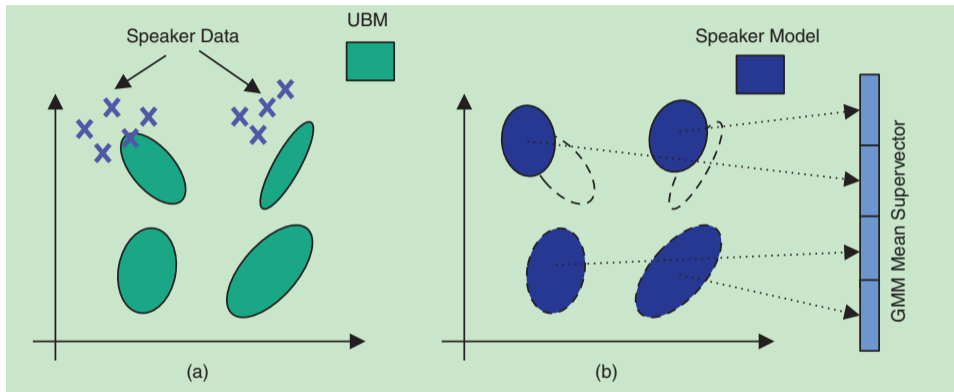 UBM
Speaker Data
(a)
Speaker Model
GMM Mean Supervector
(b)